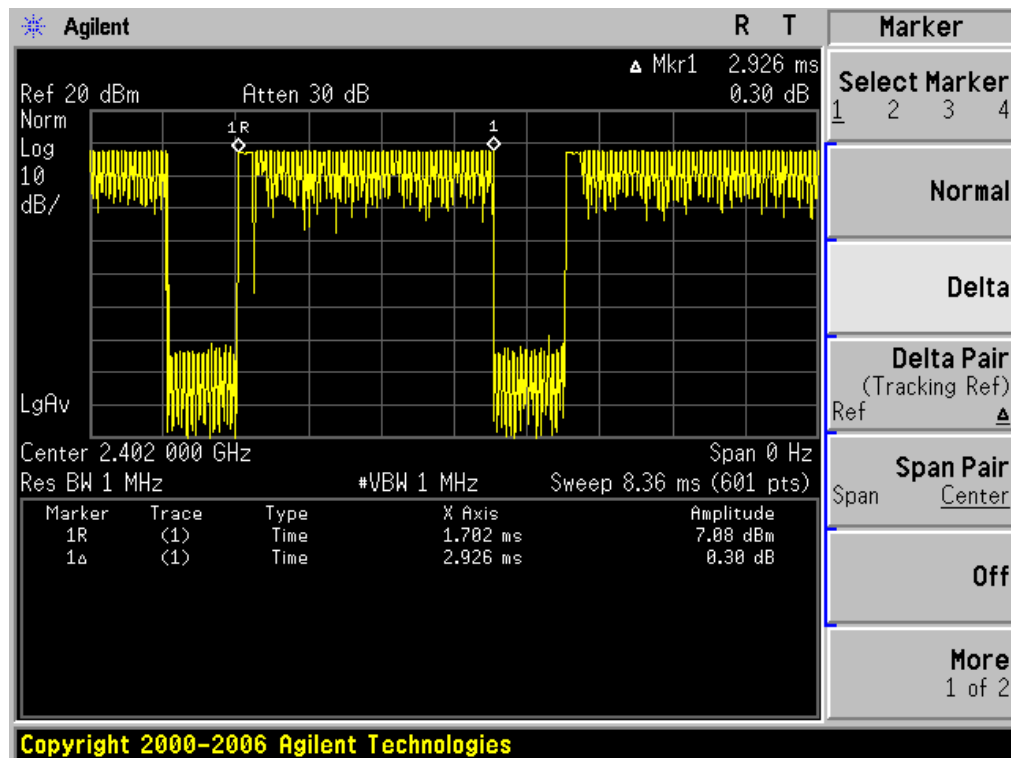 Agilent R T
Δ Mkr1 2.926 ms
Ref 20 dBm Atten 30 dB 0.30 dB
Norm
Log
10
dB/
1R 1
LgAv
Center 2.402 000 GHz Span 0 Hz
Res BW 1 MHz #VBW 1 MHz Sweep 8.36 ms (601 pts)
Marker Trace Type X Axis Amplitude
1R (1) Time 1.702 ms 7.08 dBm
1Δ (1) Time 2.926 ms 0.30 dB
Marker
Select Marker
1 2 3 4
Normal
Delta
Delta Pair
(Tracking Ref)
Ref Δ
Span Pair
Span Center
Off
More
1 of 2
Copyright 2000-2006 Agilent Technologies